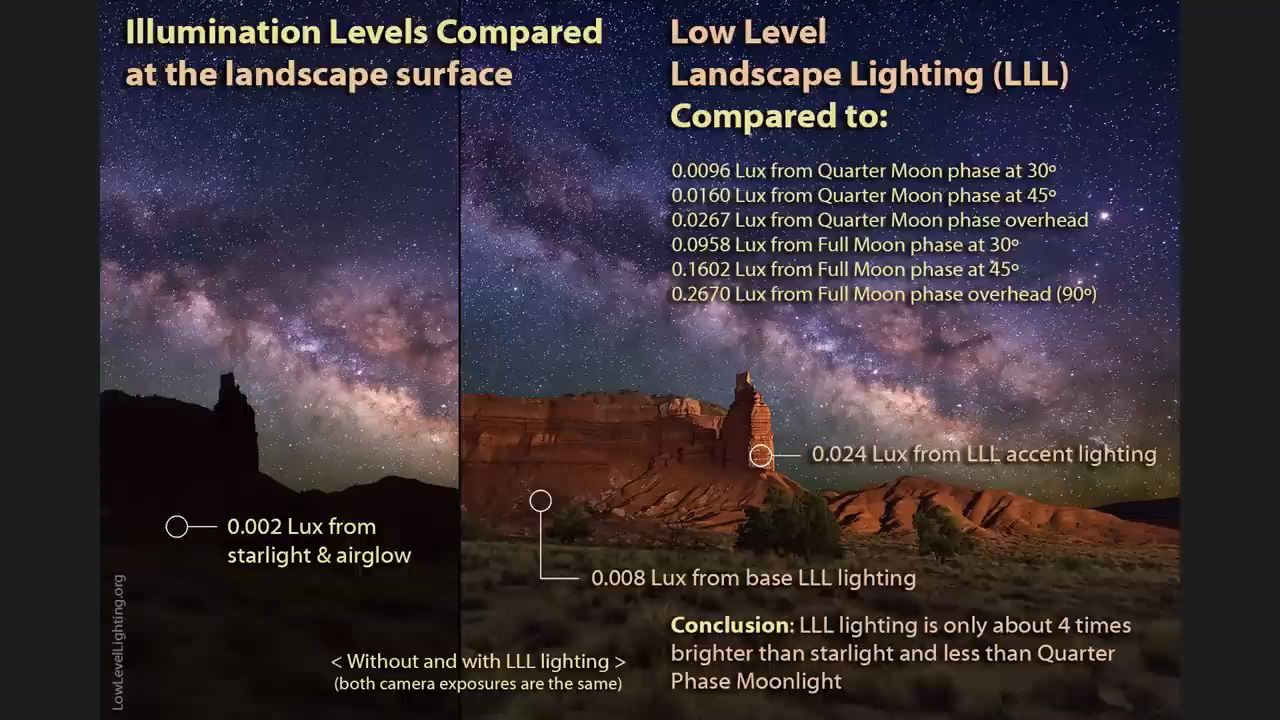 Illumination Levels Compared
at the landscape surface
Low Level
Landscape Lighting (LLL)
Compared to:
0.0096 Lux from Quarter Moon phase at 30º
0.0160 Lux from Quarter Moon phase at 45º
0.0267 Lux from Quarter Moon phase overhead
0.0958 Lux from Full Moon phase at 30º
0.1602 Lux from Full Moon phase at 45º
0.2670 Lux from Full Moon phase overhead (90º)
0.024 Lux from LLL accent lighting
0.002 Lux from
starlight & airglow
0.008 Lux from base LLL lighting
Conclusion: LLL lighting is only about 4 times
brighter than starlight and less than Quarter
Phase Moonlight
< Without and with LLL lighting >
(both camera exposures are the same)
LowLevelLighting.org